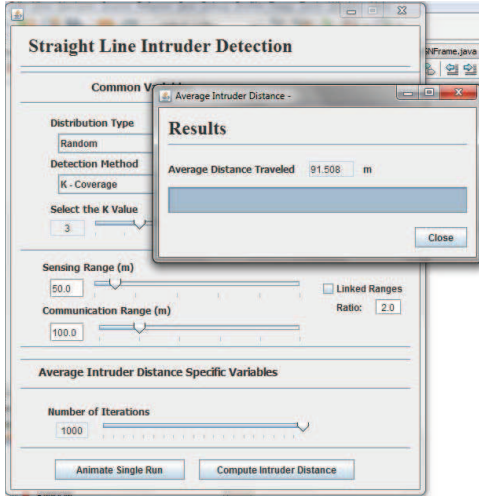 Straight Line Intruder Detection
NFrame.java
Common
Average Intruder Distance -
Distribution Type
Random
Results
Detection Method
K - Coverage
Average Distance Traveled 91.508 m
Select the K Value
3
Close
Sensing Range (m)
50.0
Linked Ranges
Communication Range (m)
Ratio: 2.0
100.0
Average Intruder Distance Specific Variables
Number of Iterations
1000
Animate Single Run Compute Intruder Distance